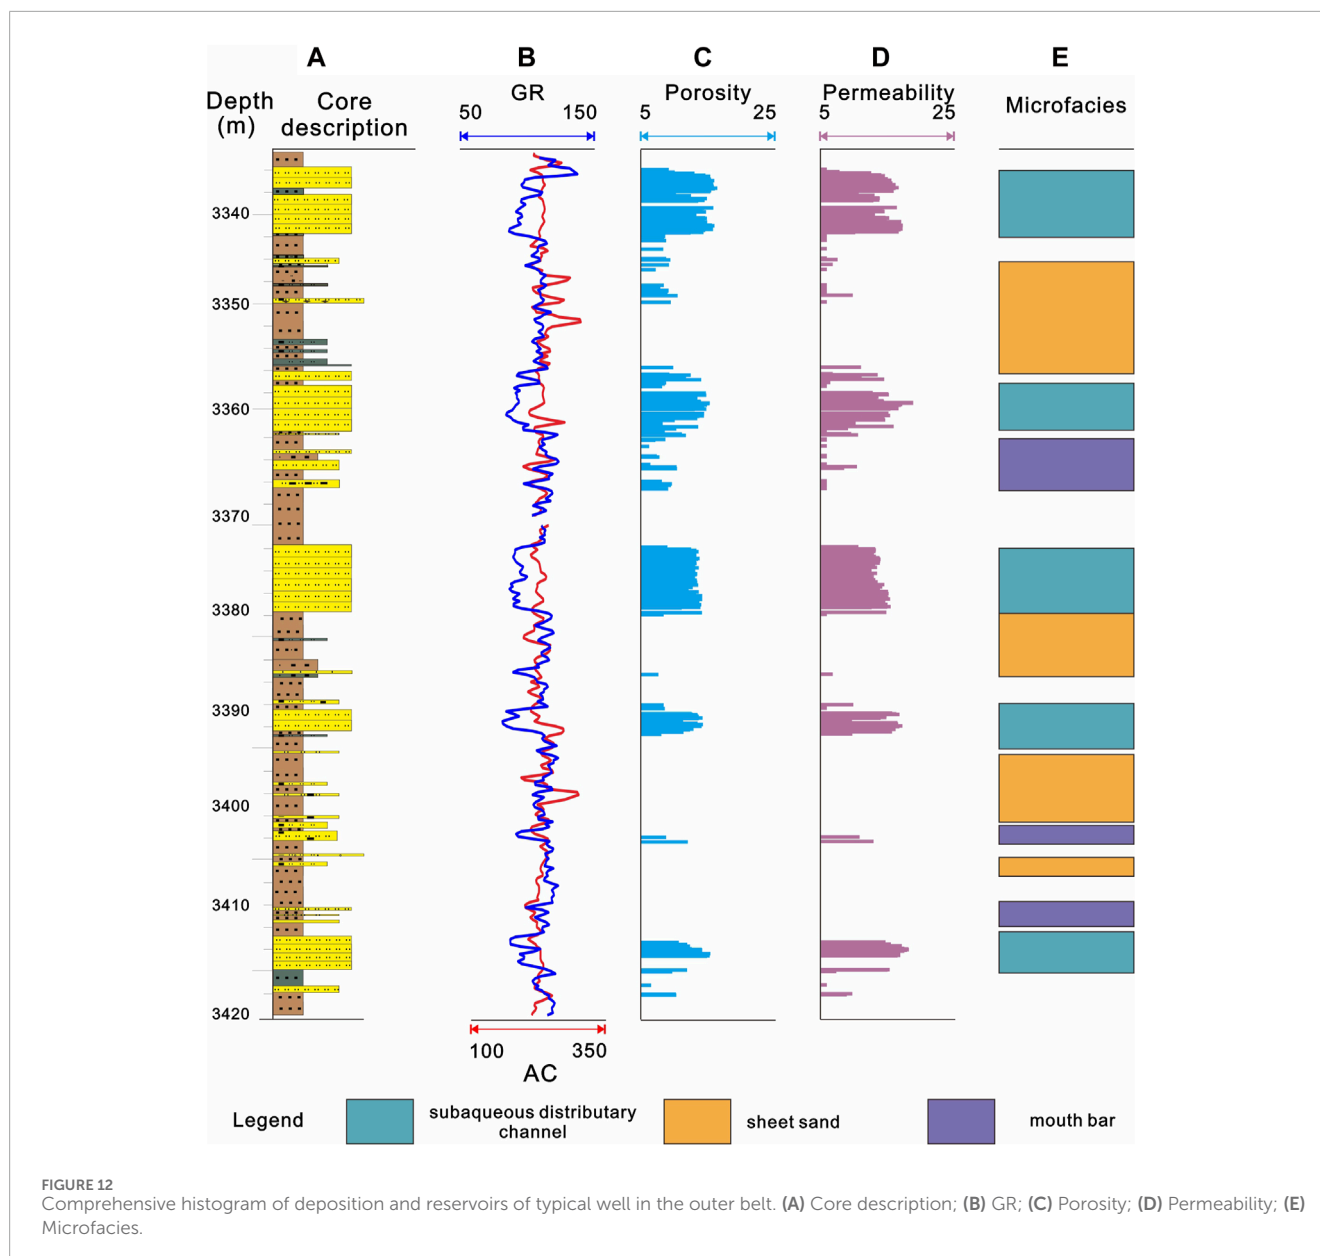 A B C D E
Depth
(m)
Core
description
GR
50 150
Porosity
5 25
Permeability
5 25
Microfacies
3340
3350
3360
3370
3380
3390
3400
3410
3420
100 350
AC
Legend
subaqueous distributary
channel
sheet sand
mouth bar
FIGURE 12
Comprehensive histogram of deposition and reservoirs of typical well in the outer belt. (A) Core description; (B) GR; (C) Porosity; (D) Permeability; (E)
Microfacies.